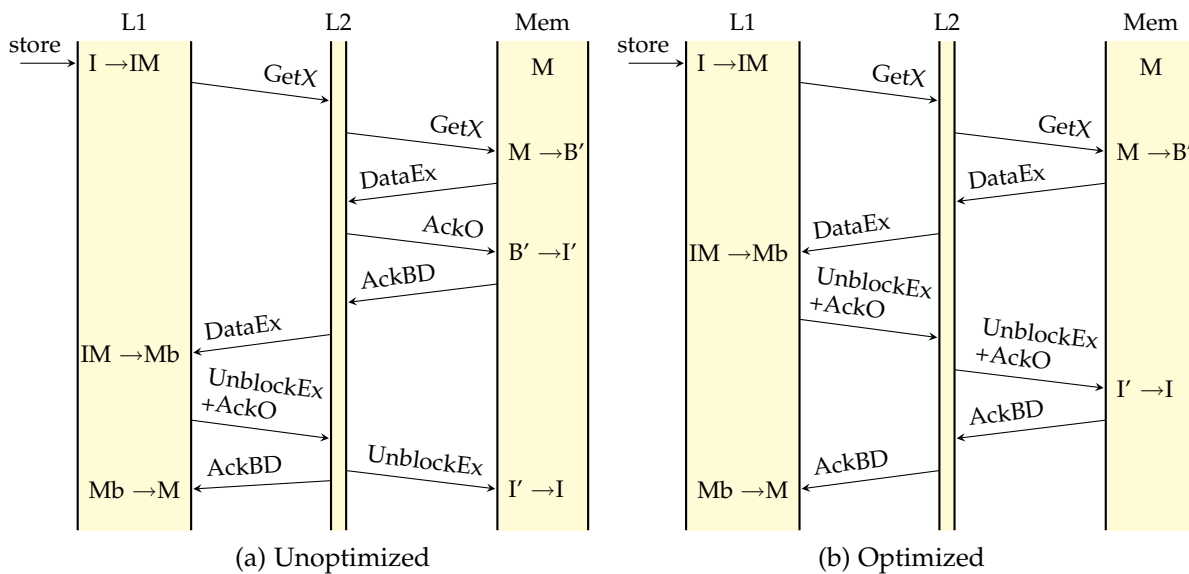 L1
L2
Mem
store
I →IM
M
GetX
GetX
M →B'
DataEx
AckO
B' →I'
AckBD
DataEx
IM →Mb
UnblockEx
+AckO
AckBD
UnblockEx
Mb →M
I' →I
(a) Unoptimized
L1
L2
Mem
store
I →IM
M
GetX
GetX
M →B'
DataEx
DataEx
IM →Mb
UnblockEx
+AckO
UnblockEx
+AckO
I' →I
AckBD
AckBD
Mb →M
(b) Optimized